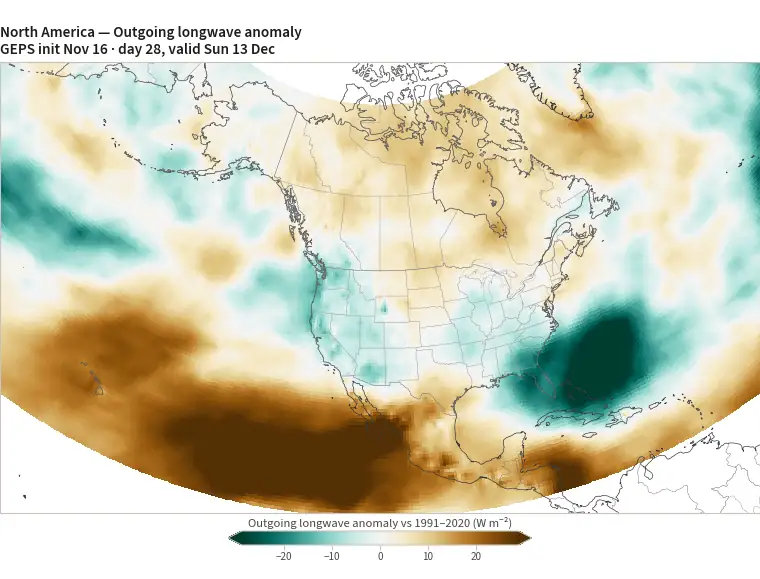 North America — Outgoing longwave anomaly
GEPS init Nov 16 · day 28, valid Sun 13 Dec
Outgoing longwave anomaly vs 1991–2020 (W m⁻²)
−20 −10 0 10 20